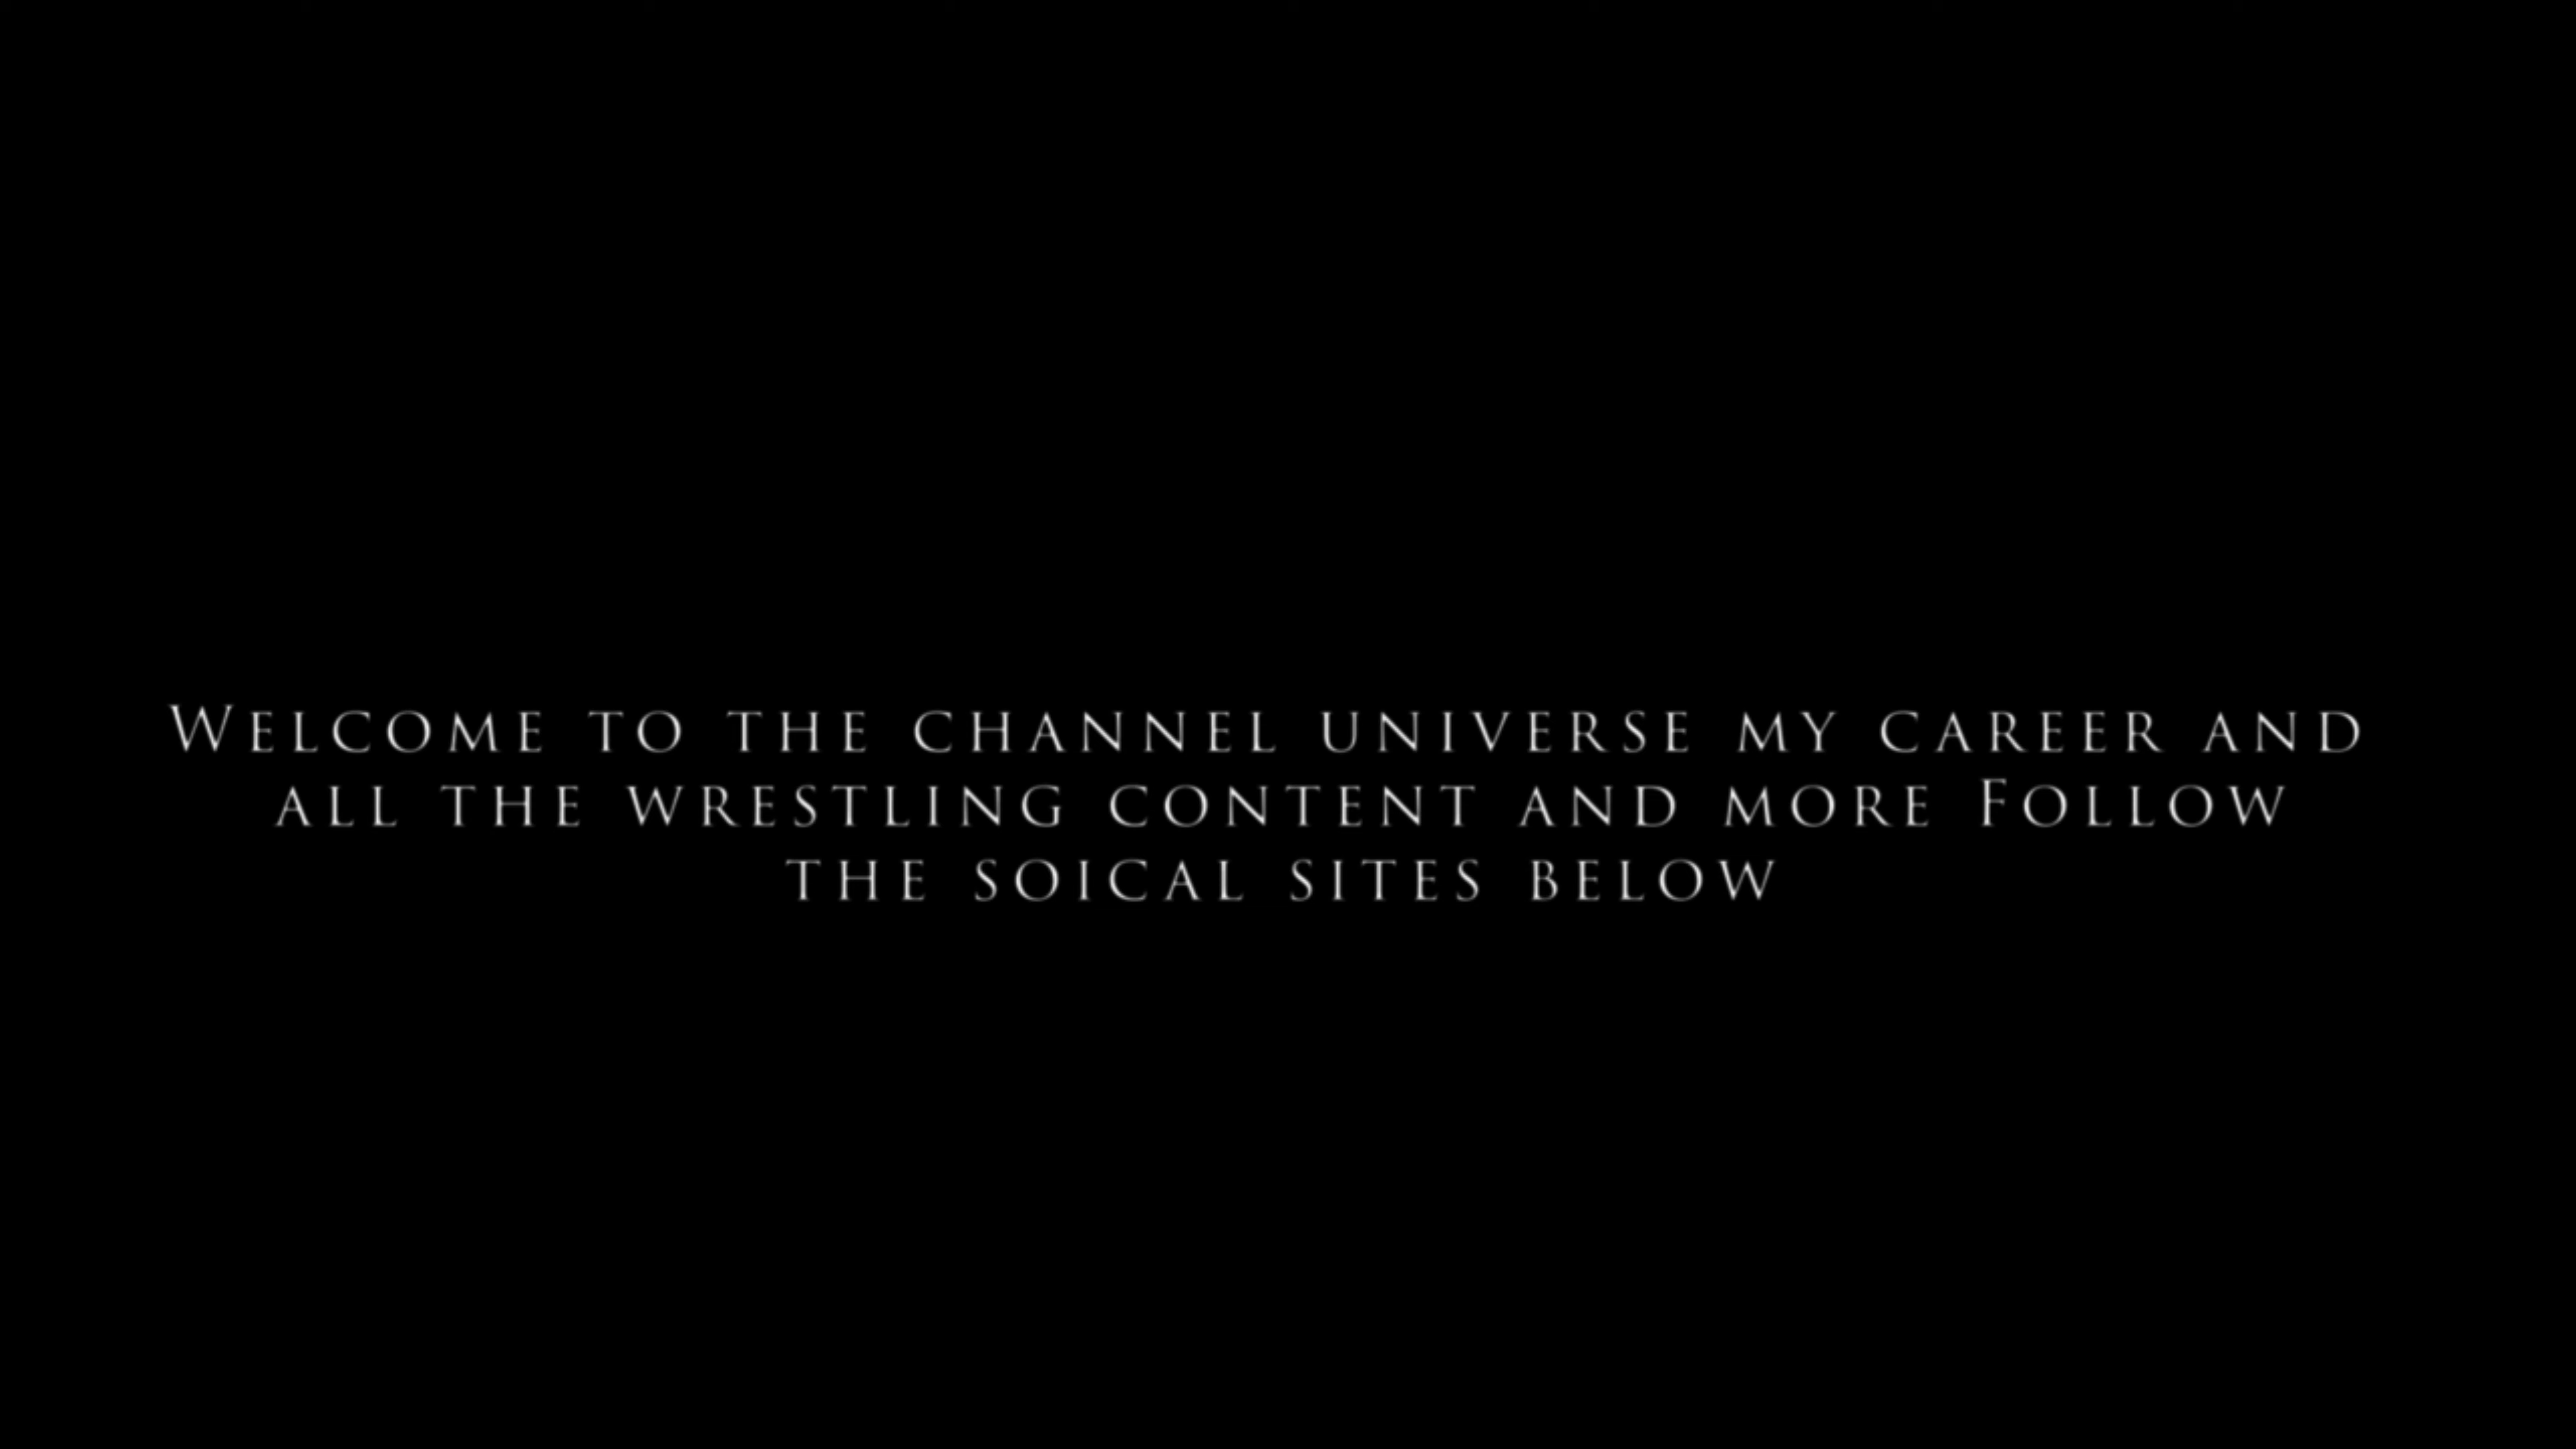 Welcome to the channel universe my career and
all the wrestling content and more Follow
the soical sites below